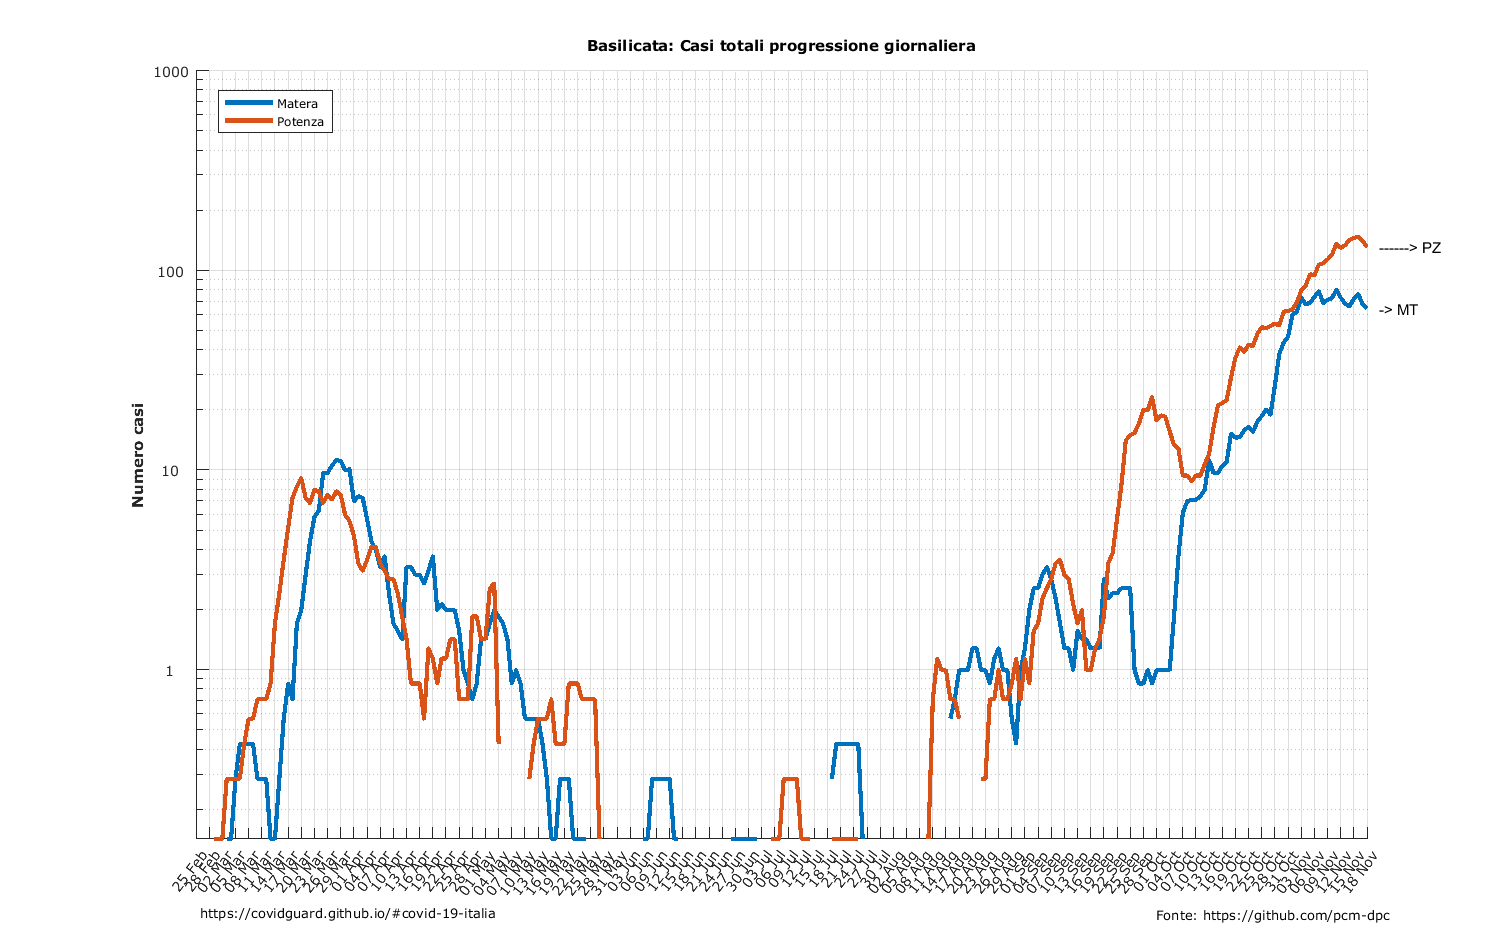 Basilicata: Casi totali progressione giornaliera
1000
100
10
1
Numero casi
Matera
Potenza
------> PZ
-> MT
25 Feb
28 Feb
02 Mar
05 Mar
08 Mar
11 Mar
14 Mar
17 Mar
20 Mar
23 Mar
26 Mar
29 Mar
01 Apr
04 Apr
07 Apr
10 Apr
13 Apr
16 Apr
19 Apr
22 Apr
25 Apr
28 Apr
01 May
04 May
07 May
10 May
13 May
16 May
19 May
22 May
25 May
28 May
31 May
03 Jun
06 Jun
09 Jun
12 Jun
15 Jun
18 Jun
21 Jun
24 Jun
27 Jun
30 Jun
03 Jul
06 Jul
09 Jul
12 Jul
15 Jul
18 Jul
21 Jul
24 Jul
27 Jul
30 Jul
02 Aug
05 Aug
08 Aug
11 Aug
14 Aug
17 Aug
20 Aug
23 Aug
26 Aug
29 Aug
01 Sep
04 Sep
07 Sep
10 Sep
13 Sep
16 Sep
19 Sep
22 Sep
25 Sep
28 Sep
01 Oct
04 Oct
07 Oct
10 Oct
13 Oct
16 Oct
19 Oct
22 Oct
25 Oct
28 Oct
31 Oct
03 Nov
06 Nov
09 Nov
12 Nov
15 Nov
18 Nov
https://covidguard.github.io/#covid-19-italia
Fonte: https://github.com/pcm-dpc